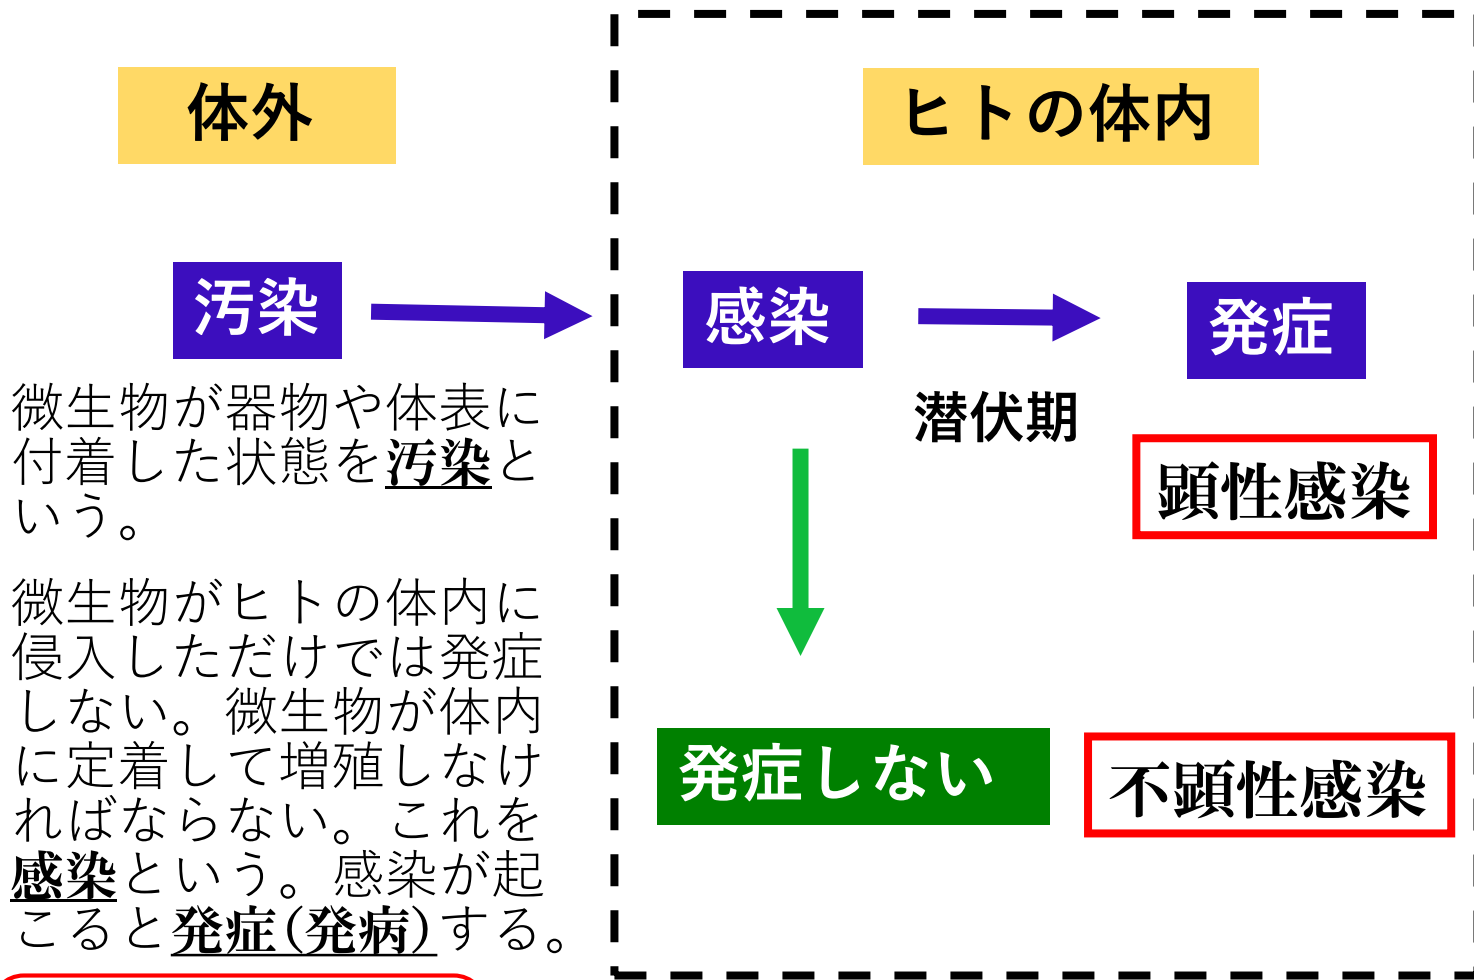 体外
ヒトの体内
汚染
感染
発症
潜伏期
微生物が器物や体表に
付着した状態を汚染と
いう。
顕性感染
微生物がヒトの体内に
侵入しただけでは発症
しない。微生物が体内
に定着して増殖しなけ
ればならない。これを
感染という。感染が起
こると発症(発病)する。
発症しない
不顕性感染